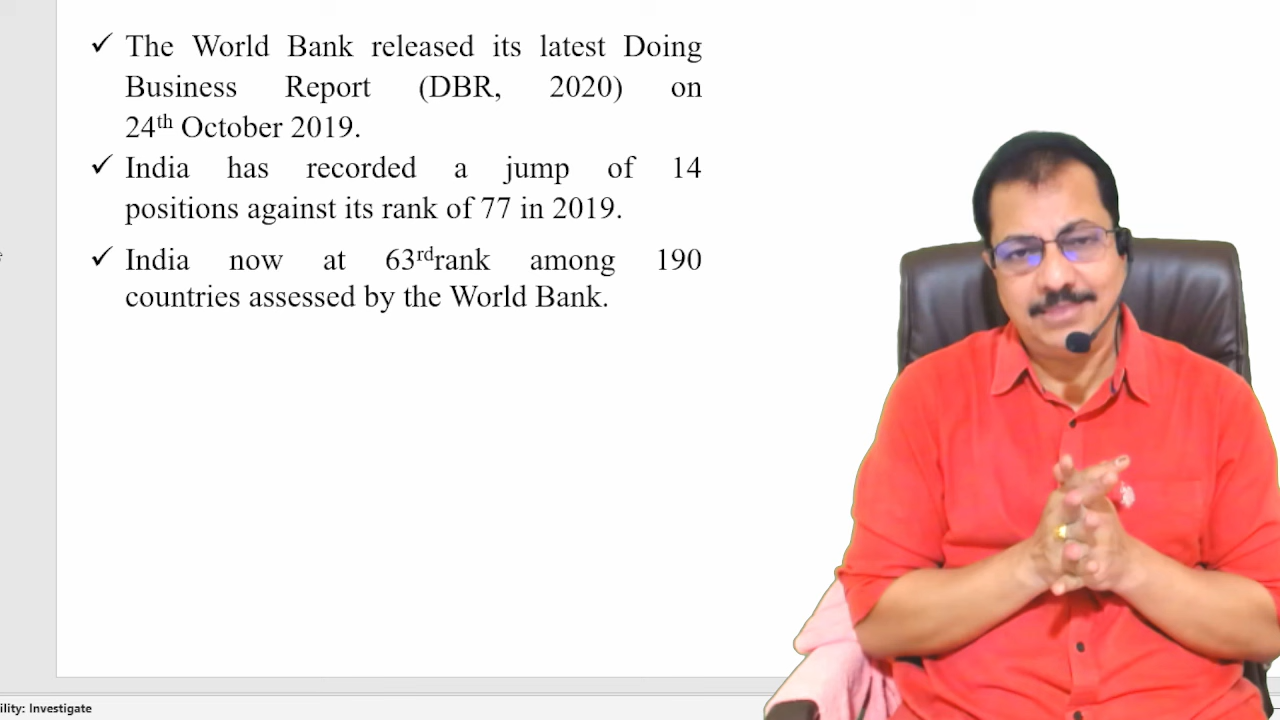 ✓ The World Bank released its latest Doing
Business Report (DBR, 2020) on
24th October 2019.
✓ India has recorded a jump of 14
positions against its rank of 77 in 2019.
✓ India now at 63rdrank among 190
countries assessed by the World Bank.
ility: Investigate